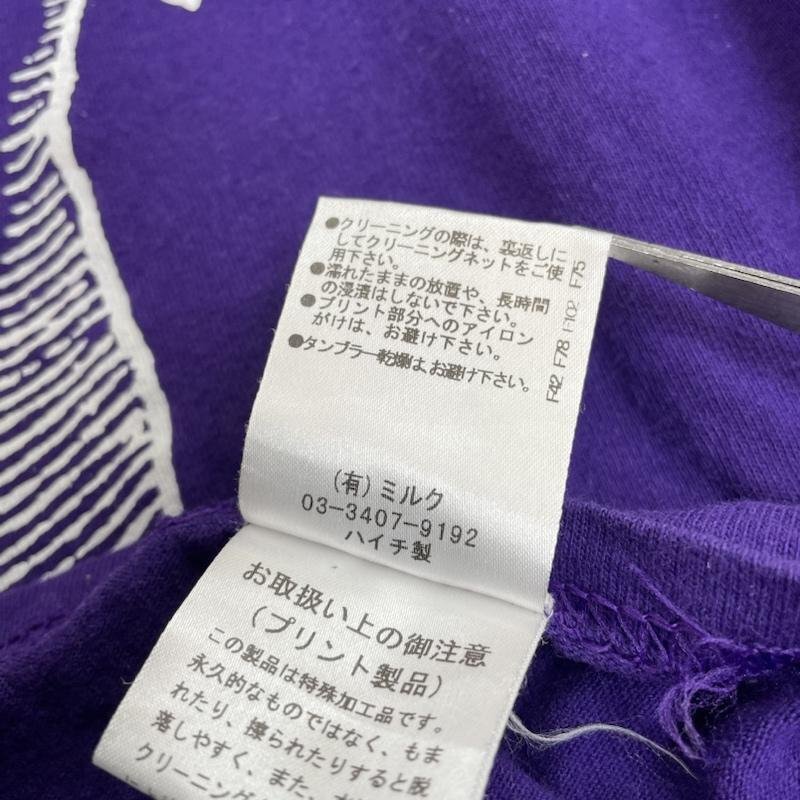 ●クリーニングの際は、裏返しに
してクリーニングネットをご使
用下さい。
●濡れたままの放置や、長時間
の浸漬はしないで下さい。
●プリント部分へのアイロン
がけは、お避け下さい。
●タンブラー乾燥はお避け下さい。
F42 F78 F102 F75
(有)ミルク
03-3407-9192
ハイチ製
お取扱い上の御注意
(プリント製品)
この製品は特殊加工品です。
永久的なものではなく、もま
れたり、擦られたりすると脱
落しやすく、また、
クリーニング